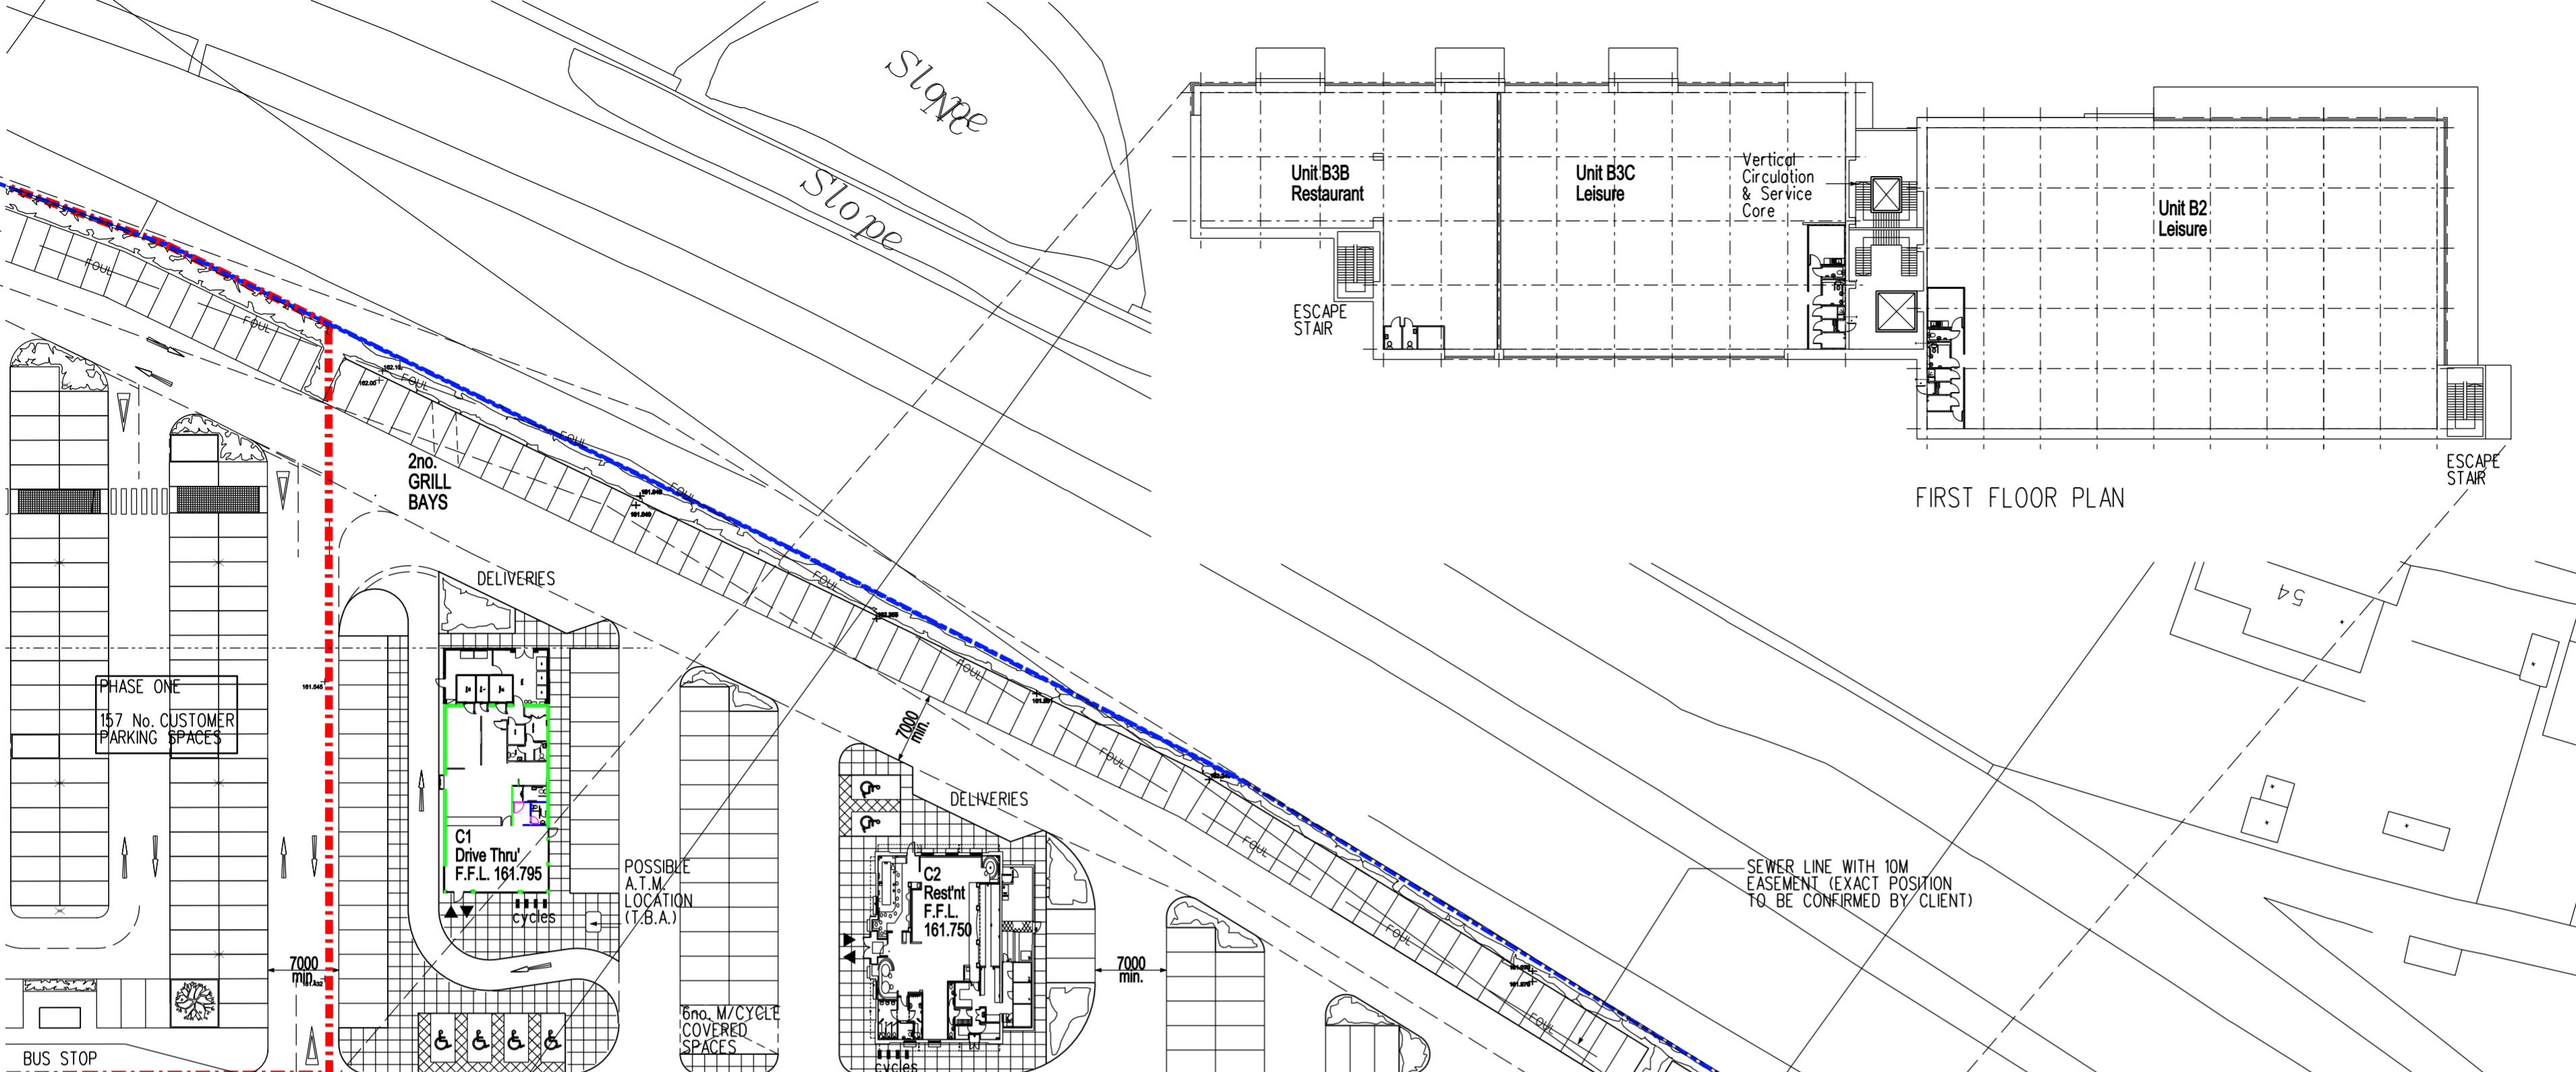 Slope
NC
Slope
Unit B3B
Restaurant
Unit B3C
Leisure
Vertical
Circulation
& Service
Core
Unit B2
Leisure
ESCAPE
STAIR
ESCAPE
STAIR
FIRST FLOOR PLAN
FOUL
FOUL
FOUL
FOUL
FOUL
FOUL
FOUL
FOUL
FOUL
FOUL
FOUL
162.00
2no.
GRILL
BAYS
DELIVERIES
54
PHASE ONE
157 No. CUSTOMER
PARKING SPACES
7000
min.
DELIVERIES
C1
Drive Thru'
F.F.L. 161.795
cycles
POSSIBLE
A.T.M.
LOCATION
(T.B.A.)
C2
Rest'nt
F.F.L.
161.750
cycles
SEWER LINE WITH 10M
EASEMENT (EXACT POSITION
TO BE CONFIRMED BY CLIENT)
7000
min.
7000
min.
6no. M/CYCLE
COVERED
SPACES
BUS STOP